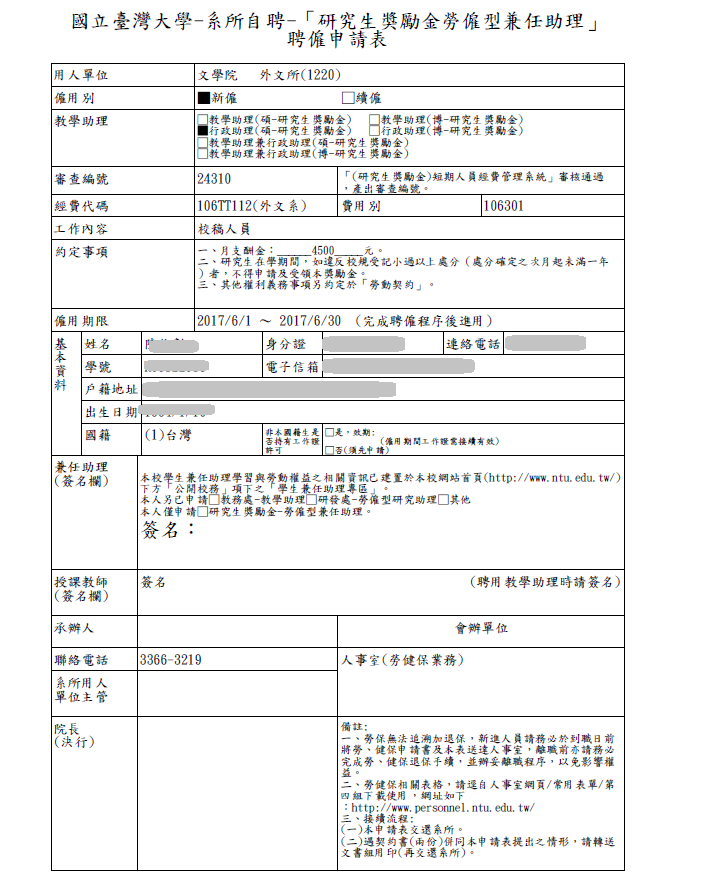 國立臺灣大學-系所自聘-「研究生獎勵金勞僱型兼任助理」
聘僱申請表
用人單位 文學院 外文所(1220)
僱用別 ■新僱 □續僱
教學助理 □教學助理(碩-研究生獎勵金) □教學助理(博-研究生獎勵金)
■行政助理(碩-研究生獎勵金) □行政助理(博-研究生獎勵金)
□教學助理兼行政助理(碩-研究生獎勵金)
□教學助理兼行政助理(博-研究生獎勵金)
審查編號 24310 「(研究生獎勵金)短期人員經費管理系統」審核通過
，產出審查編號。
經費代碼 106TT112(外文系) 費用別 106301
工作內容 校稿人員
約定事項 一、月支酬金：_____4500_____元。
二、研究生在學期間，如違反校規受記小過以上處分（處分確定之次月起未滿一年
）者，不得申請及受領本獎勵金。
三、其他權利義務事項另約定於「勞動契約」。
僱用期限 2017/6/1 ～ 2017/6/30 (完成聘僱程序後進用)
基本資料
姓名 身分證 連絡電話
學號 電子信箱
戶籍地址
出生日期
國籍 (1)台灣 非本國籍生是否持有工作證許可 □是，效期: (僱用期間工作證需接續有效)
□否(須先申請)
兼任助理
(簽名欄)
本校學生兼任助理學習與勞動權益之相關資訊已建置於本校網站首頁(http://www.ntu.edu.tw/)
下方「公開校務」項下之「學生兼任助理專區」。
本人另已申請□教務處-教學助理□研發處-勞僱型研究助理□其他
本人僅申請□研究生獎勵金-勞僱型兼任助理。
簽名：
授課教師 簽名 (聘用教學助理時請簽名)
(簽名欄)
承辦人 會辦單位
聯絡電話 3366-3219 人事室(勞健保業務)
系所用人
單位主管
院長
(決行)
備註:
一、勞保無法追溯加退保，新進人員請務必於到職日前
將勞、健保申請書及本表送達人事室，離職前亦請務必
完成勞、健保退保手續，並辦妥離職程序，以免影響權
益。
二、勞健保相關表格，請逕自人事室網頁/常用表單/第
四組下載使用，網址如下
：http://www.personnel.ntu.edu.tw/
三、接續流程:
(一)本申請表交還系所。
(二)遇契約書(兩份)併同本申請表提出之情形，請轉送
文書組用印(再交還系所)。